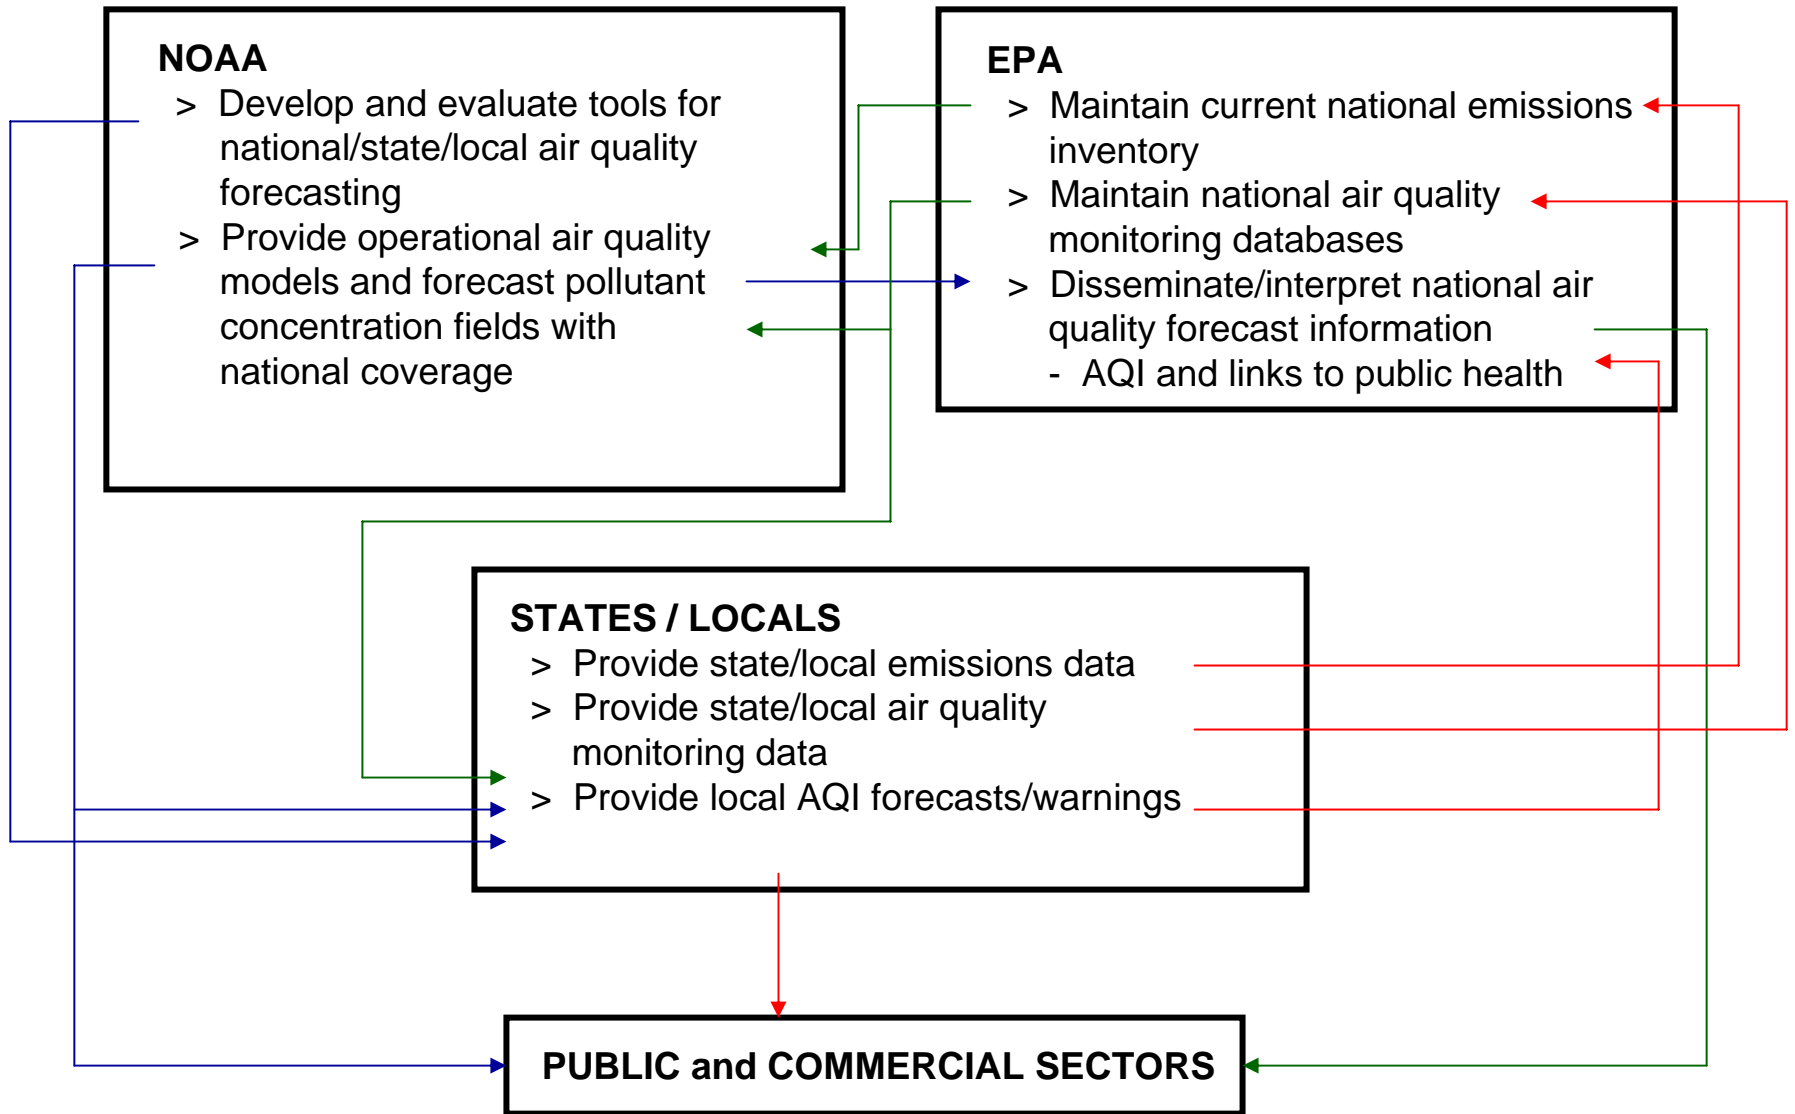 NOAA
> Develop and evaluate tools for
national/state/local air quality
forecasting
> Provide operational air quality
models and forecast pollutant
concentration fields with
national coverage
EPA
> Maintain current national emissions
inventory
> Maintain national air quality
monitoring databases
> Disseminate/interpret national air
quality forecast information
- AQI and links to public health
STATES / LOCALS
> Provide state/local emissions data
> Provide state/local air quality
monitoring data
> Provide local AQI forecasts/warnings
PUBLIC and COMMERCIAL SECTORS